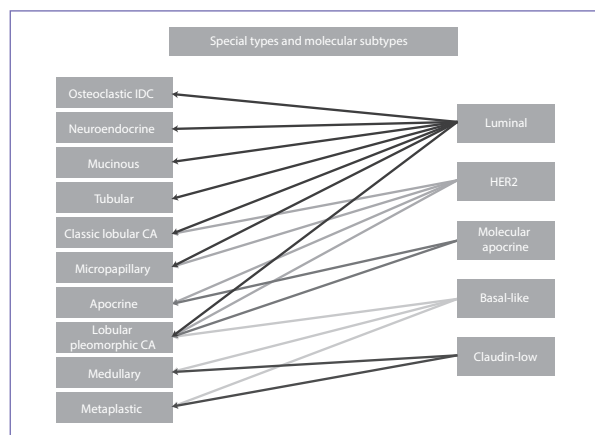 Special types and molecular subtypes
Osteoclastic IDC
Neuroendocrine
Mucinous
Tubular
Classic lobular CA
Micropapillary
Apocrine
Lobular
pleomorphic CA
Medullary
Metaplastic
Luminal
HER2
Molecular
apocrine
Basal-like
Claudin-low